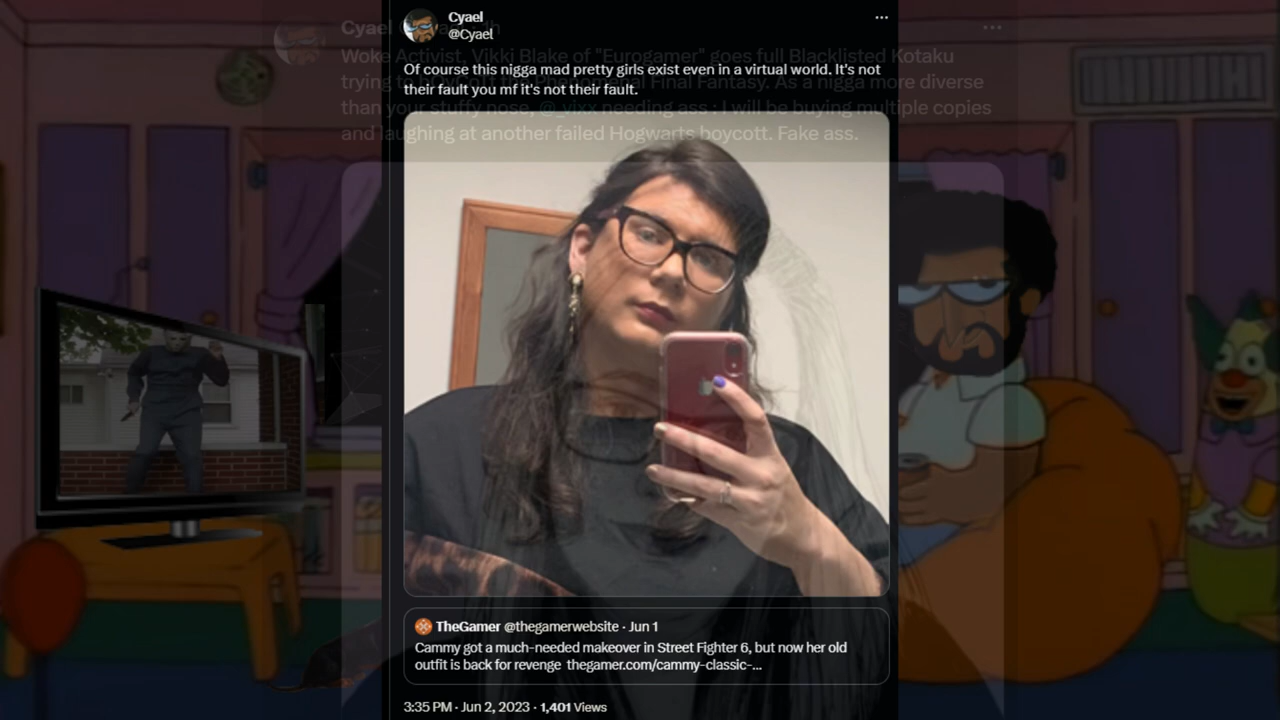 Cyael
@Cyael
Of course this nigga mad pretty girls exist even in a virtual world. It's not
their fault you mf it's not their fault.
TheGamer @thegamerwebsite · Jun 1
Cammy got a much-needed makeover in Street Fighter 6, but now her old
outfit is back for revenge thegamer.com/cammy-classic-...
3:35 PM · Jun 2, 2023 · 1,401 Views
Cyael
Woke Activist, Vikki Blake of "Eurogamer" goes full Blacklisted Kotaku
trying to Final Fantasy. As a nigga more diverse
than your stuffy nose, @_vixx needing ass : I will be buying multiple copies
and laughing at another failed Hogwarts boycott. Fake ass.